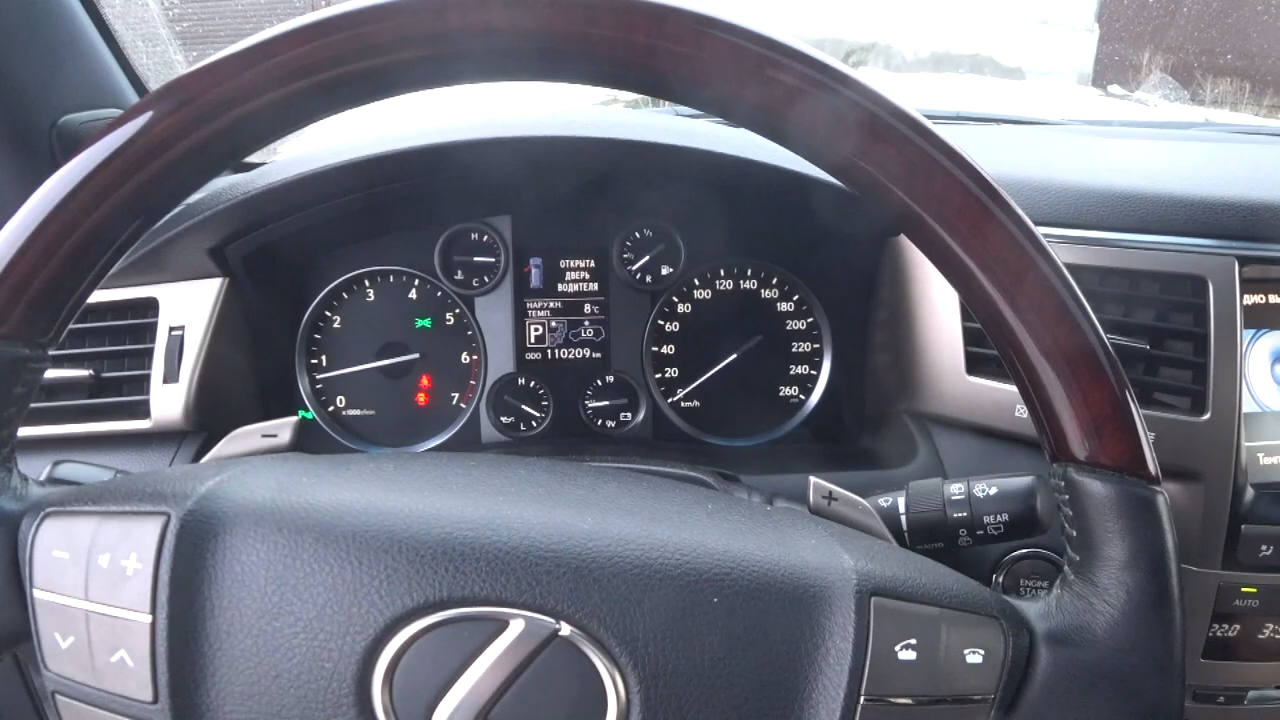 H
C
ОТКРЫТА
ДВЕРЬ
ВОДИТЕЛЯ
1/1
R
НАРУЖН.
ТЕМП.
8°C
P
LO
ODO 110209 km
0
1
2
3
4
5
6
7
x1000r/min
20
40
60
80
100
120
140
160
180
200
220
240
260
km/h
H
L
19
9V
−
+
REAR
AUTO
ENGINE
START
− +
ДИО ВЫ
AUTO
22.0